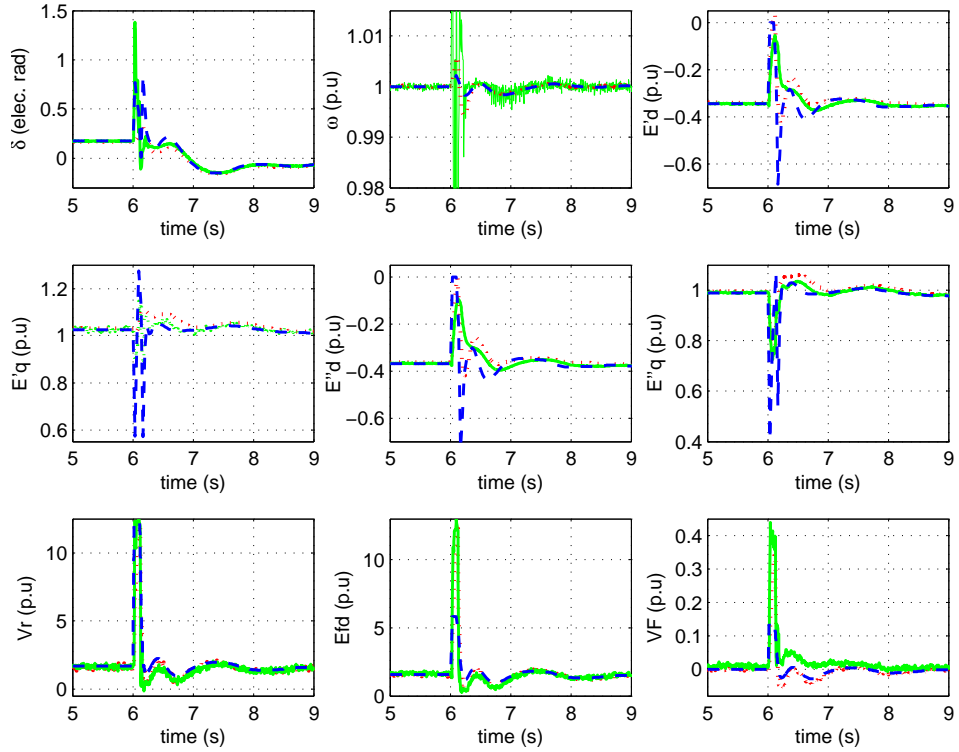 1.5
1
0.5
0
δ (elec. rad)
5 6 7 8 9
time (s)
1.01
1
0.99
0.98
ω (p.u)
5 6 7 8 9
time (s)
0
−0.2
−0.4
−0.6
E'd (p.u)
5 6 7 8 9
time (s)
1.2
1
0.8
0.6
E'q (p.u)
5 6 7 8 9
time (s)
0
−0.2
−0.4
−0.6
E''d (p.u)
5 6 7 8 9
time (s)
1
0.8
0.6
0.4
E''q (p.u)
5 6 7 8 9
time (s)
10
5
0
Vr (p.u)
5 6 7 8 9
time (s)
10
5
0
Efd (p.u)
5 6 7 8 9
time (s)
0.4
0.3
0.2
0.1
0
VF (p.u)
5 6 7 8 9
time (s)